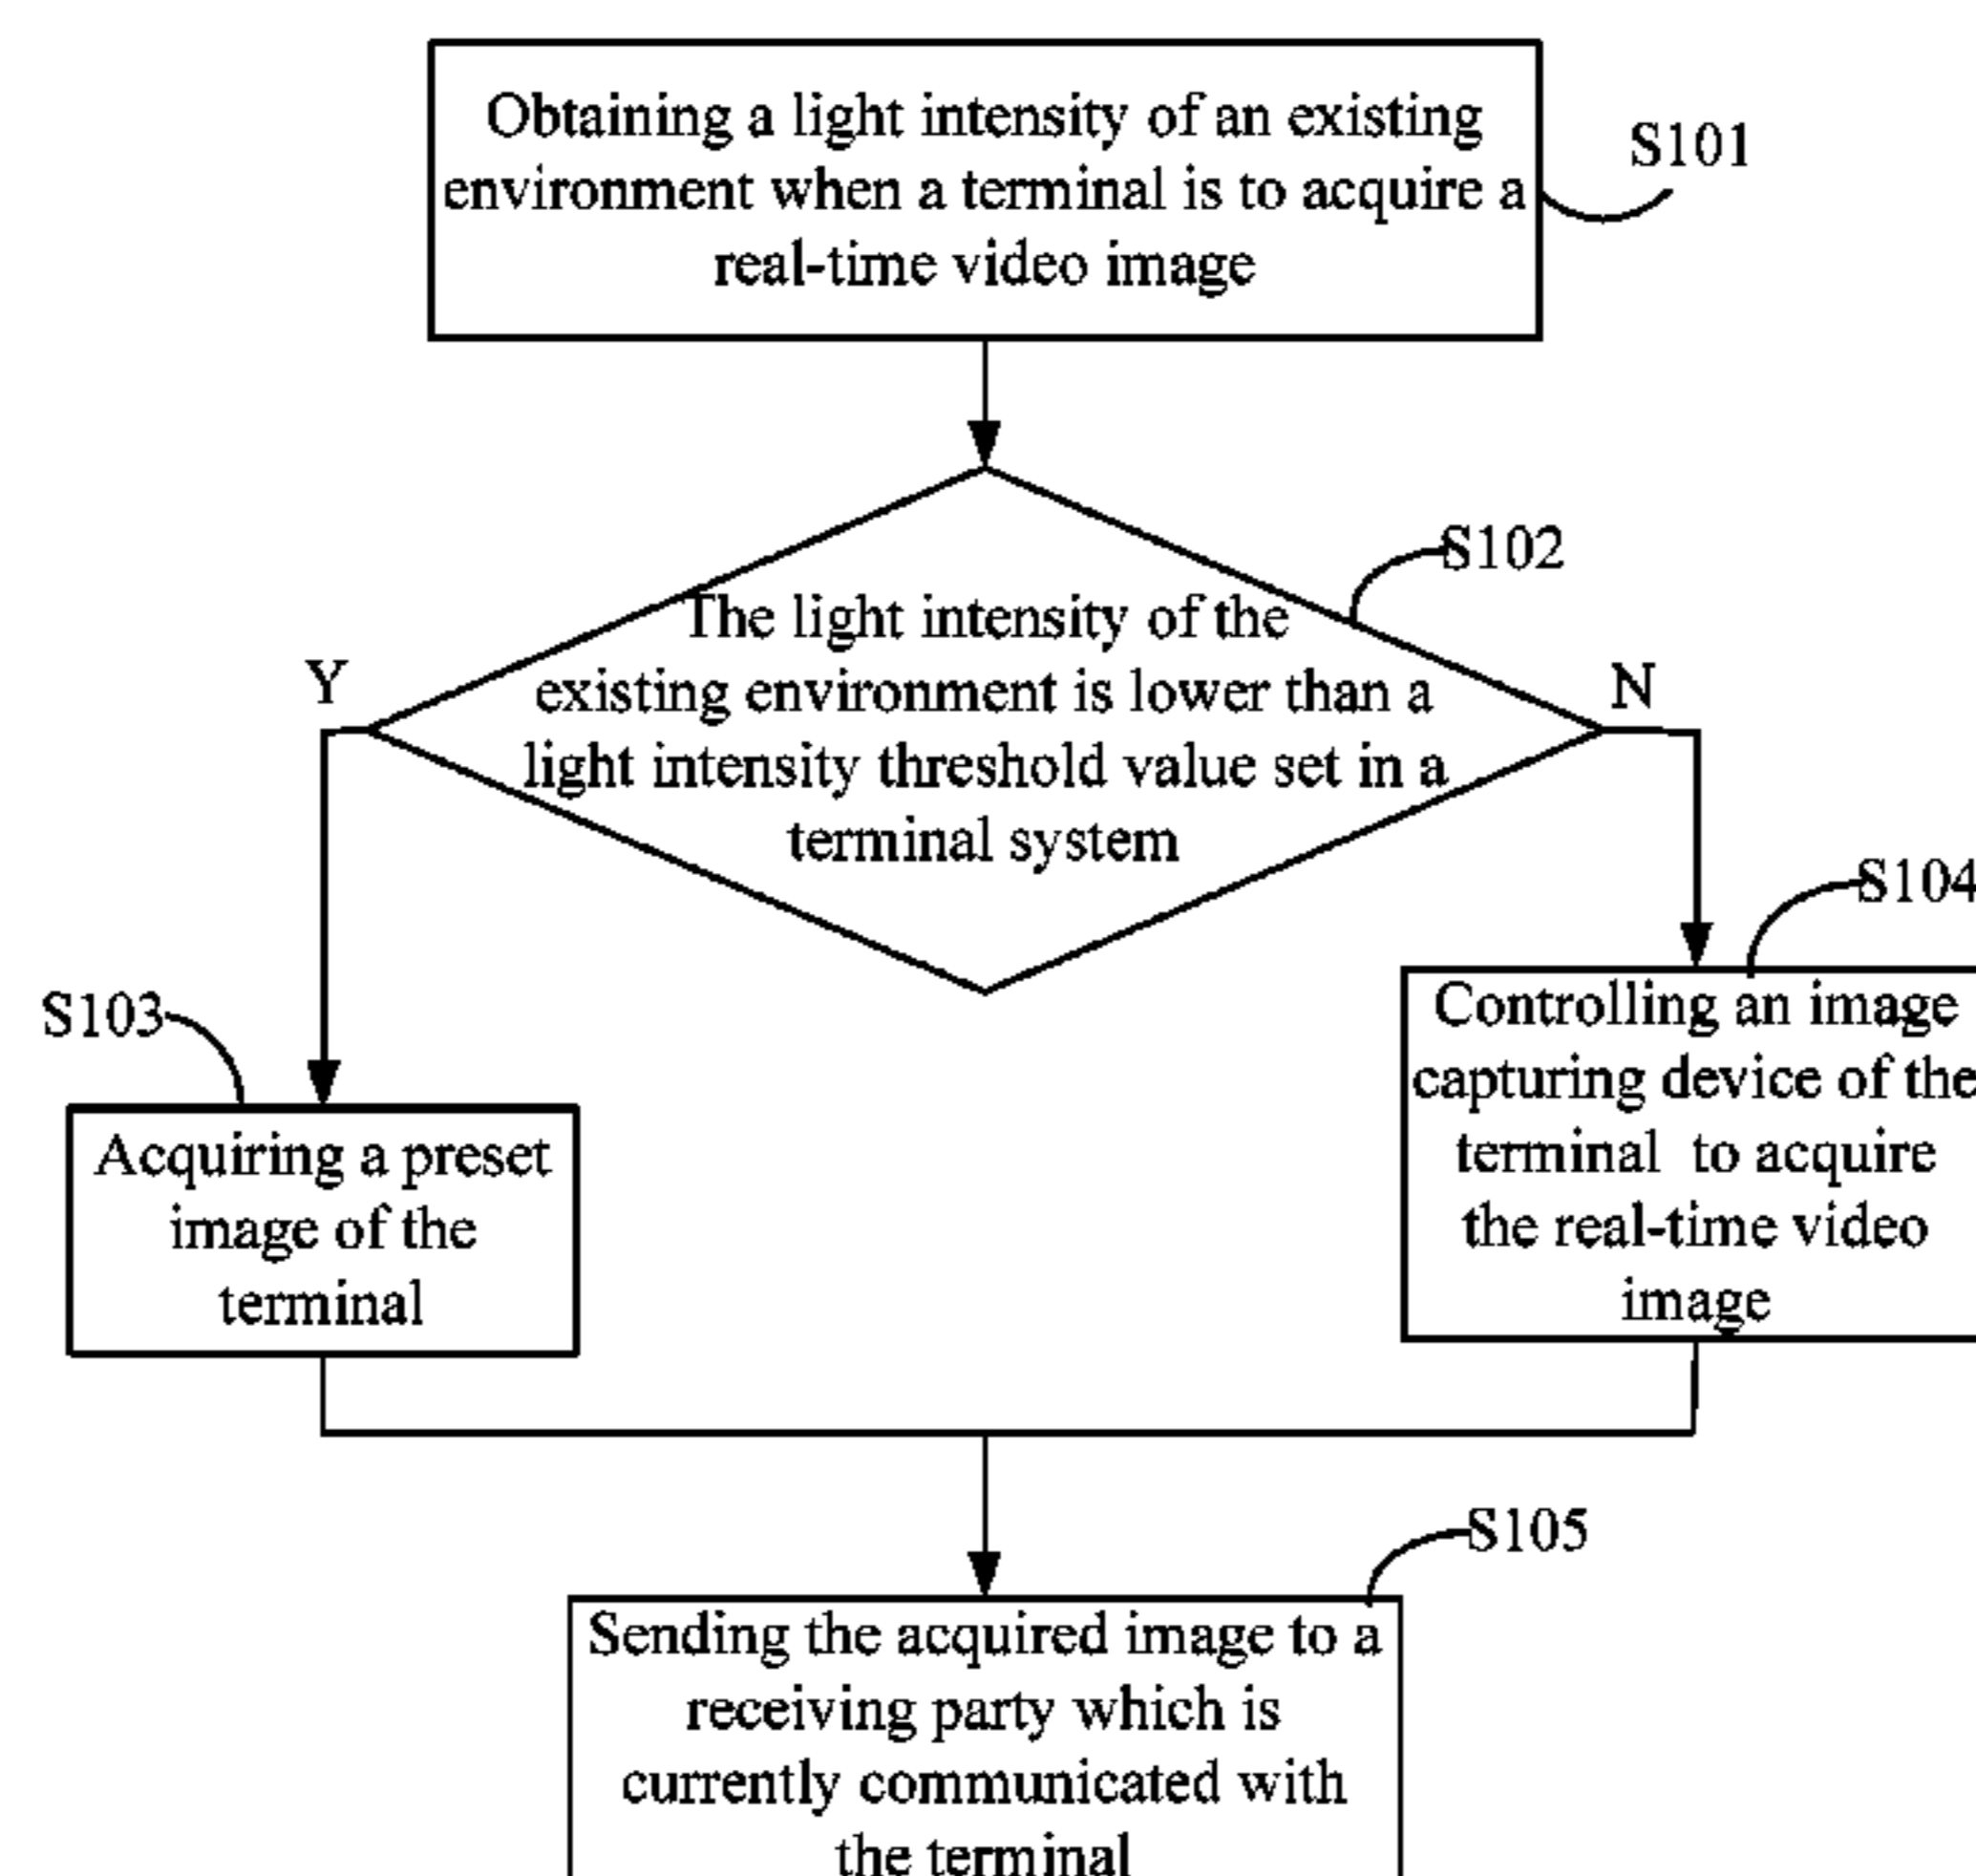 Obtaining a light intensity of an existing
environment when a terminal is to acquire a
real-time video image
S101
S102
The light intensity of the
existing environment is lower than a
light intensity threshold value set in a
terminal system
Y
N
S103
Acquiring a preset
image of the
terminal
S104
Controlling an image
capturing device of the
terminal to acquire
the real-time video
image
S105
Sending the acquired image to a
receiving party which is
currently communicated with
the terminal